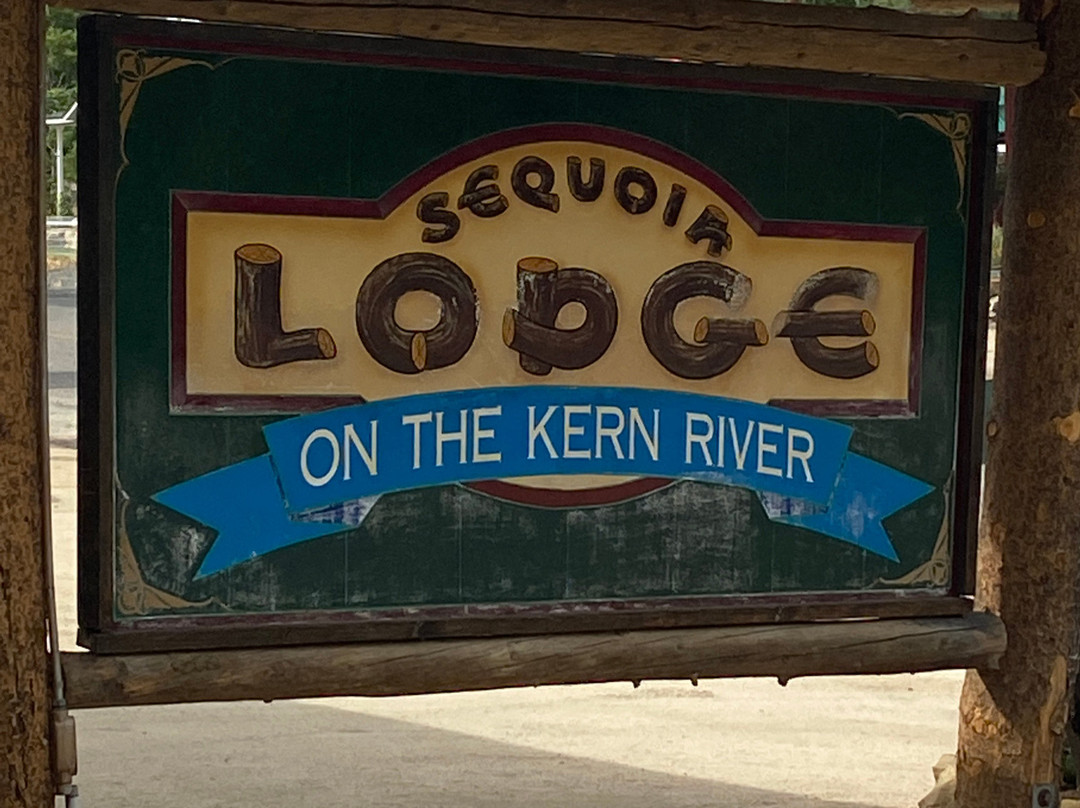 SEQUOIA
LODGE
ON THE KERN RIVER